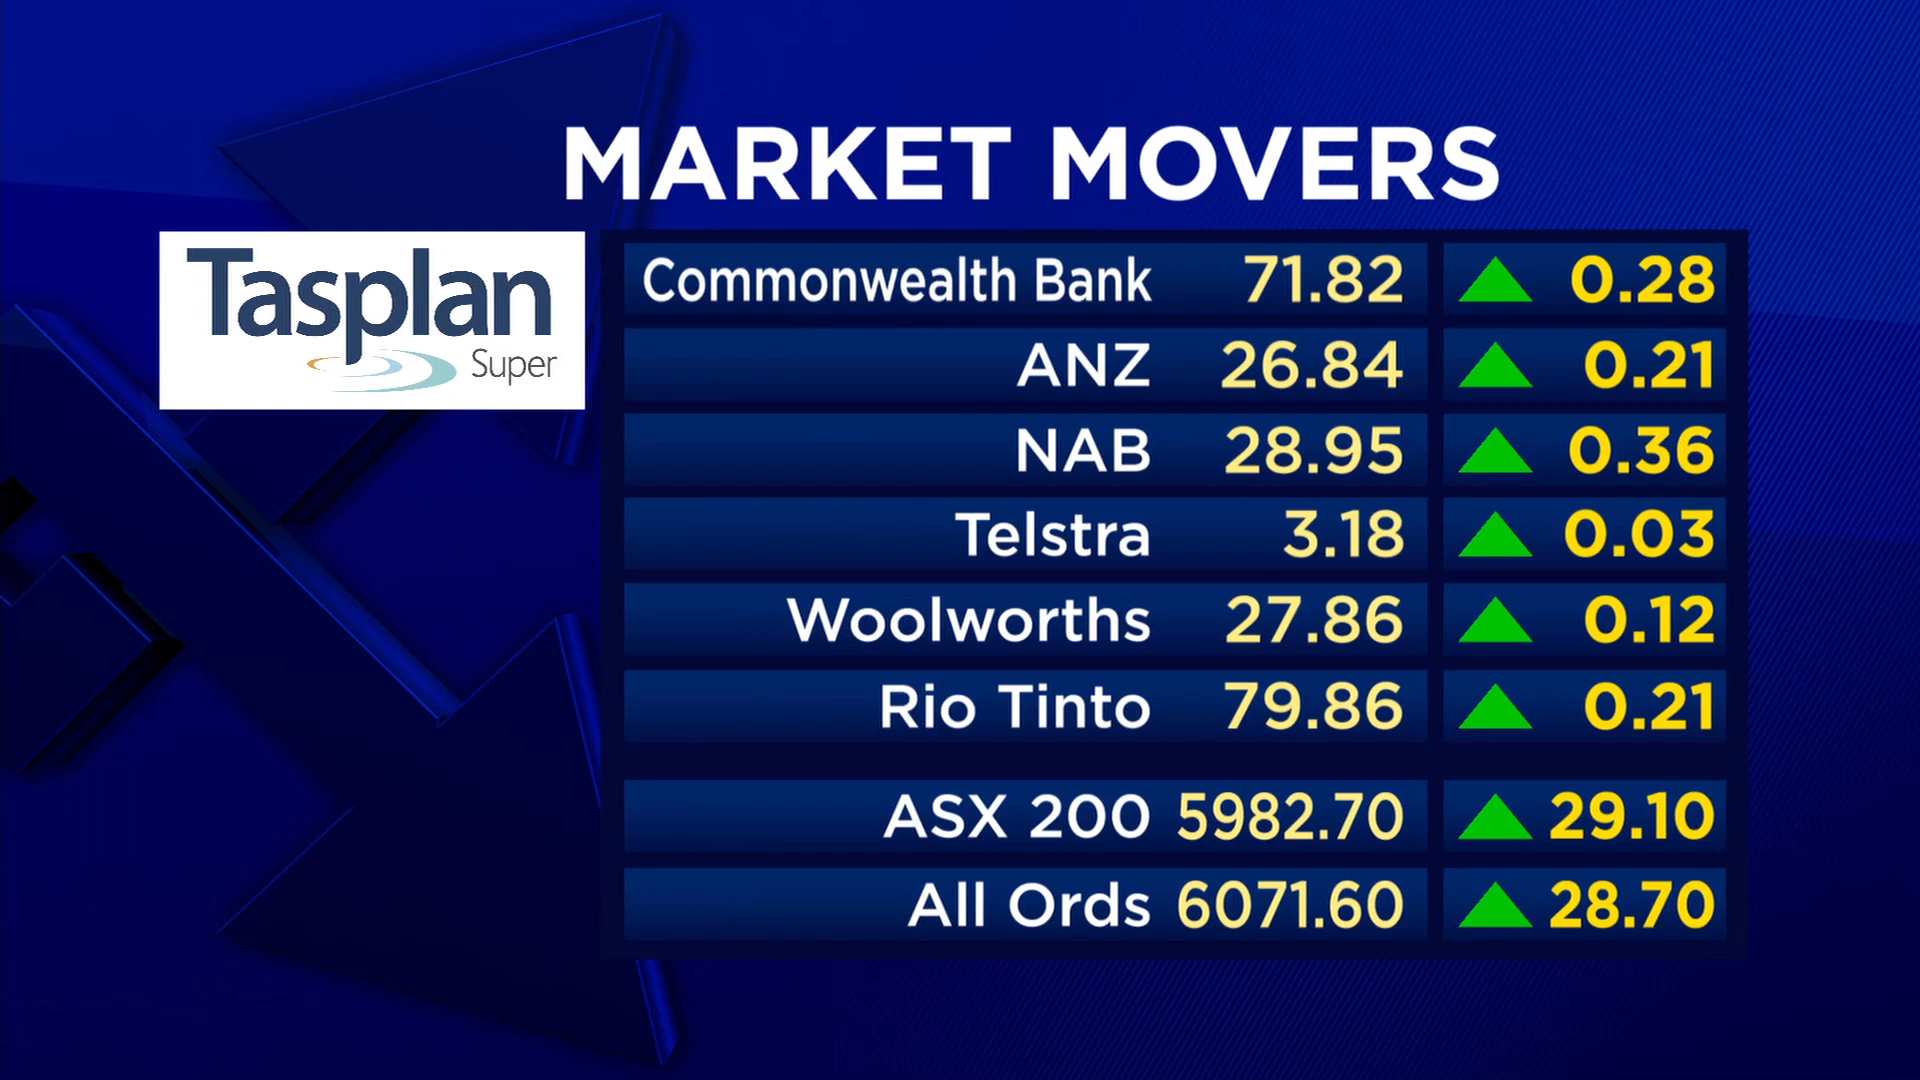 MARKET MOVERS
Tasplan
Super
Commonwealth Bank 71.82 0.28
ANZ 26.84 0.21
NAB 28.95 0.36
Telstra 3.18 0.03
Woolworths 27.86 0.12
Rio Tinto 79.86 0.21
ASX 200 5982.70 29.10
All Ords 6071.60 28.70